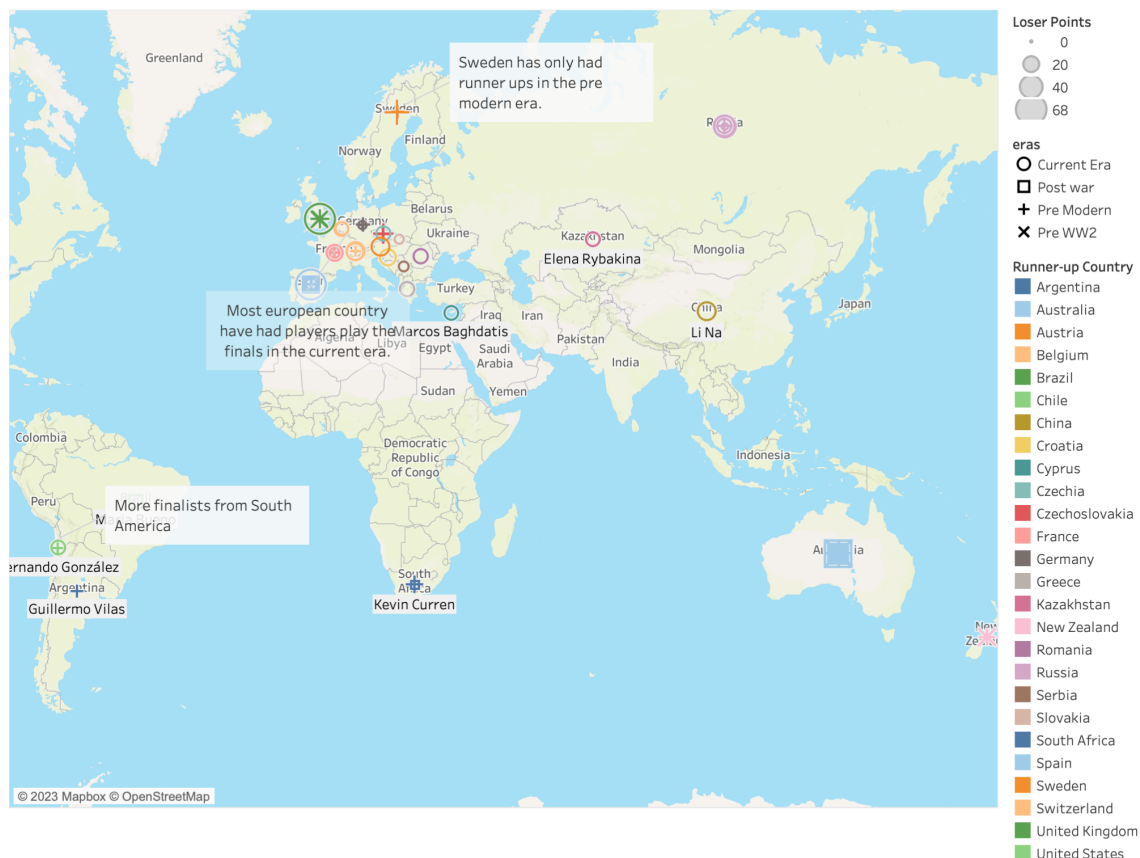 Greenland
Sweden has only had
runner ups in the pre
modern era.
Sweden
Finland
Norway
Belarus
Germany
Ukraine
Kazakhstan
Elena Rybakina
Mongolia
Turkey
Japan
Most european country
have had players play the
finals in the current era.
Marcos Baghdatis
Iraq
Iran
Li Na
Algeria
Libya
Egypt
Saudi
Arabia
Pakistan
India
Sudan
Yemen
Colombia
Democratic
Republic
of Congo
Indonesia
Peru
More finalists from South
America
ernando González
Argentina
Guillermo Vilas
South
Africa
Kevin Curren
New
© 2023 Mapbox © OpenStreetMap
Loser Points
0
20
40
68
eras
Current Era
Post war
Pre Modern
Pre WW2
Runner-up Country
Argentina
Australia
Austria
Belgium
Brazil
Chile
China
Croatia
Cyprus
Czechia
Czechoslovakia
France
Germany
Greece
Kazakhstan
New Zealand
Romania
Russia
Serbia
Slovakia
South Africa
Spain
Sweden
Switzerland
United Kingdom
United States